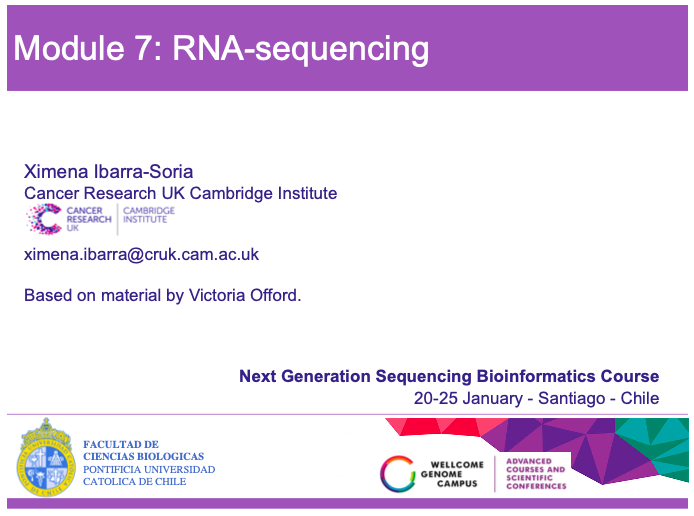 Module 7: RNA-sequencing
Ximena Ibarra-Soria
Cancer Research UK Cambridge Institute
CANCER
RESEARCH
UK
CAMBRIDGE
INSTITUTE
ximena.ibarra@cruk.cam.ac.uk
Based on material by Victoria Offord.
Next Generation Sequencing Bioinformatics Course
20-25 January - Santiago - Chile
FACULTAD DE
CIENCIAS BIOLOGICAS
PONTIFICIA UNIVERSIDAD
CATOLICA DE CHILE
WELLCOME
GENOME
CAMPUS
ADVANCED
COURSES AND
SCIENTIFIC
CONFERENCES